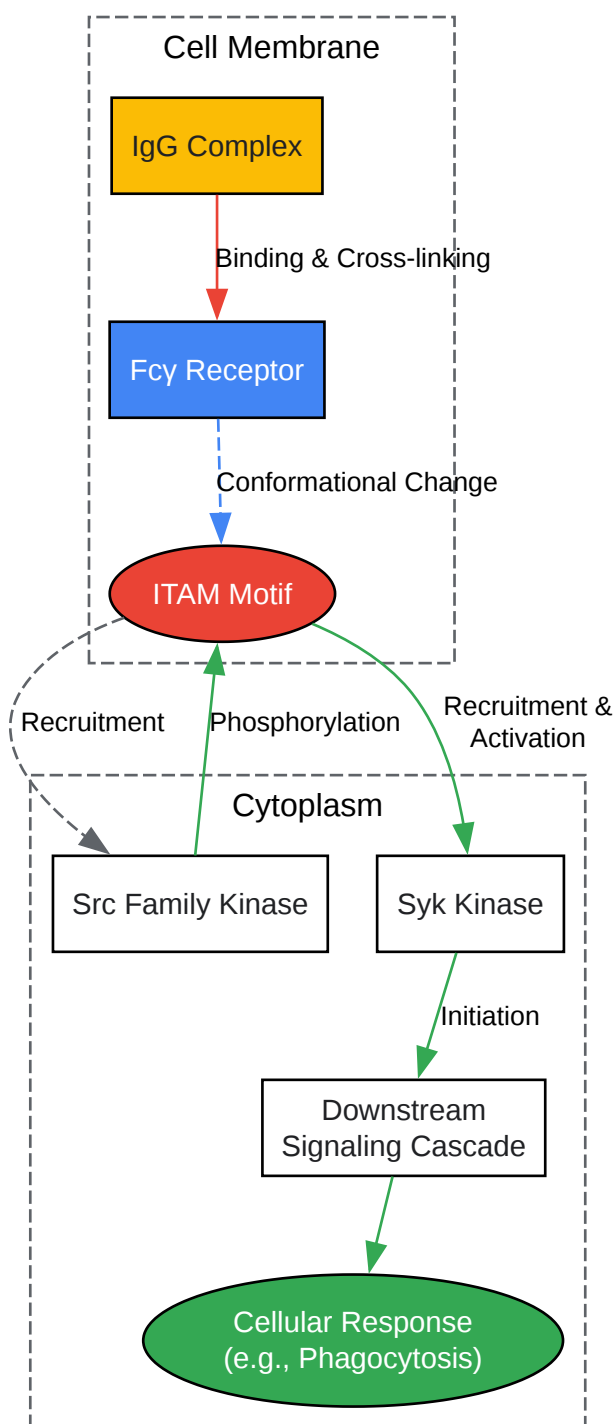 Cell Membrane
IgG Complex
Binding & Cross-linking
Fcγ Receptor
Conformational Change
ITAM Motif
Recruitment
Phosphorylation
Recruitment &
Activation
Cytoplasm
Src Family Kinase
Syk Kinase
Initiation
Downstream
Signaling Cascade
Cellular Response
(e.g., Phagocytosis)